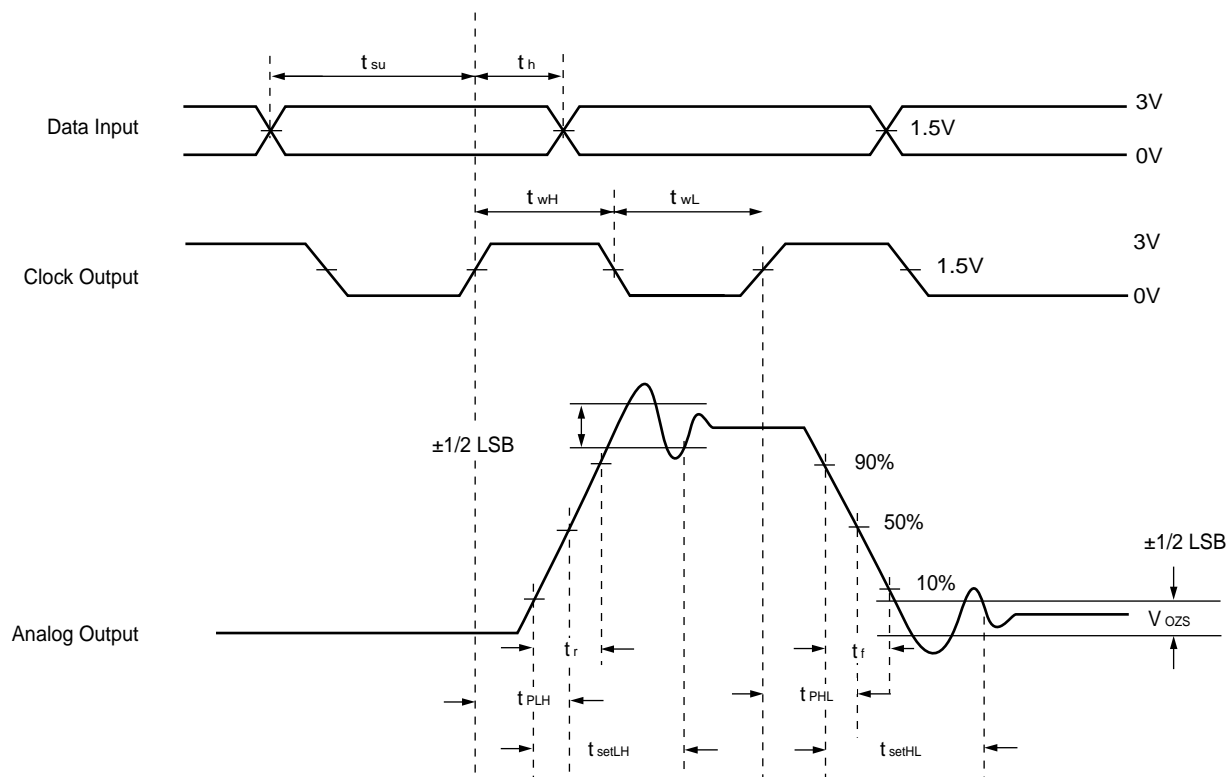 t su
t h
Data Input
3V
1.5V
0V
t wH
t wL
Clock Output
3V
1.5V
0V
±1/2 LSB
90%
50%
±1/2 LSB
10%
Analog Output
V OZS
t r
t f
t PLH
t PHL
t setLH
t setHL